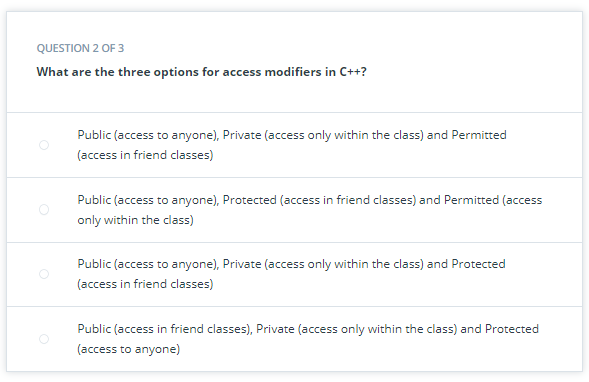 QUESTION 2 OF 3
What are the three options for access modifiers in C++?
Public (access to anyone), Private (access only within the class) and Permitted
(access in friend classes)
Public (access to anyone), Protected (access in friend classes) and Permitted (access
only within the class)
Public (access to anyone), Private (access only within the class) and Protected
(access in friend classes)
Public (access in friend classes), Private (access only within the class) and Protected
(access to anyone)